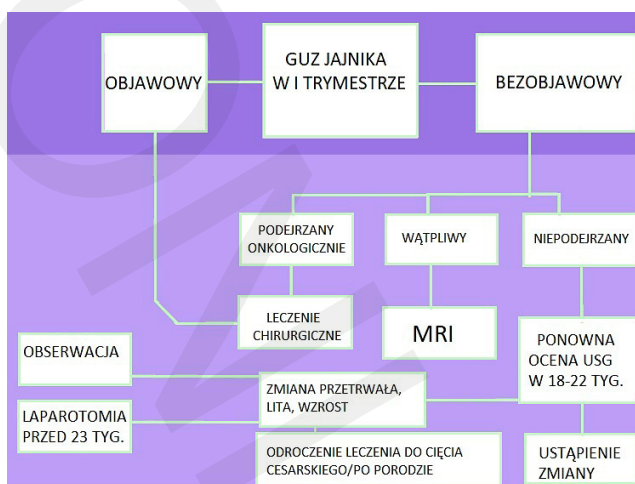 OBJAWOWY
GUZ JAJNIKA
W I TRYMESTRZE
BEZOBJAWOWY
PODEJRZANY
ONKOLOGICZNIE
WĄTPLIWY
NIEPODEJRZANY
LECZENIE
CHIRURGICZNE
MRI
PONOWNA
OCENA USG
W 18-22 TYG.
OBSERWACJA
ZMIANA PRZETRWAŁA,
LITA, WZROST
LAPAROTOMIA
PRZED 23 TYG.
ODROCZENIE LECZENIA DO CIĘCIA
CESARSKIEGO/PO PORODZIE
USTĄPIENIE
ZMIANY